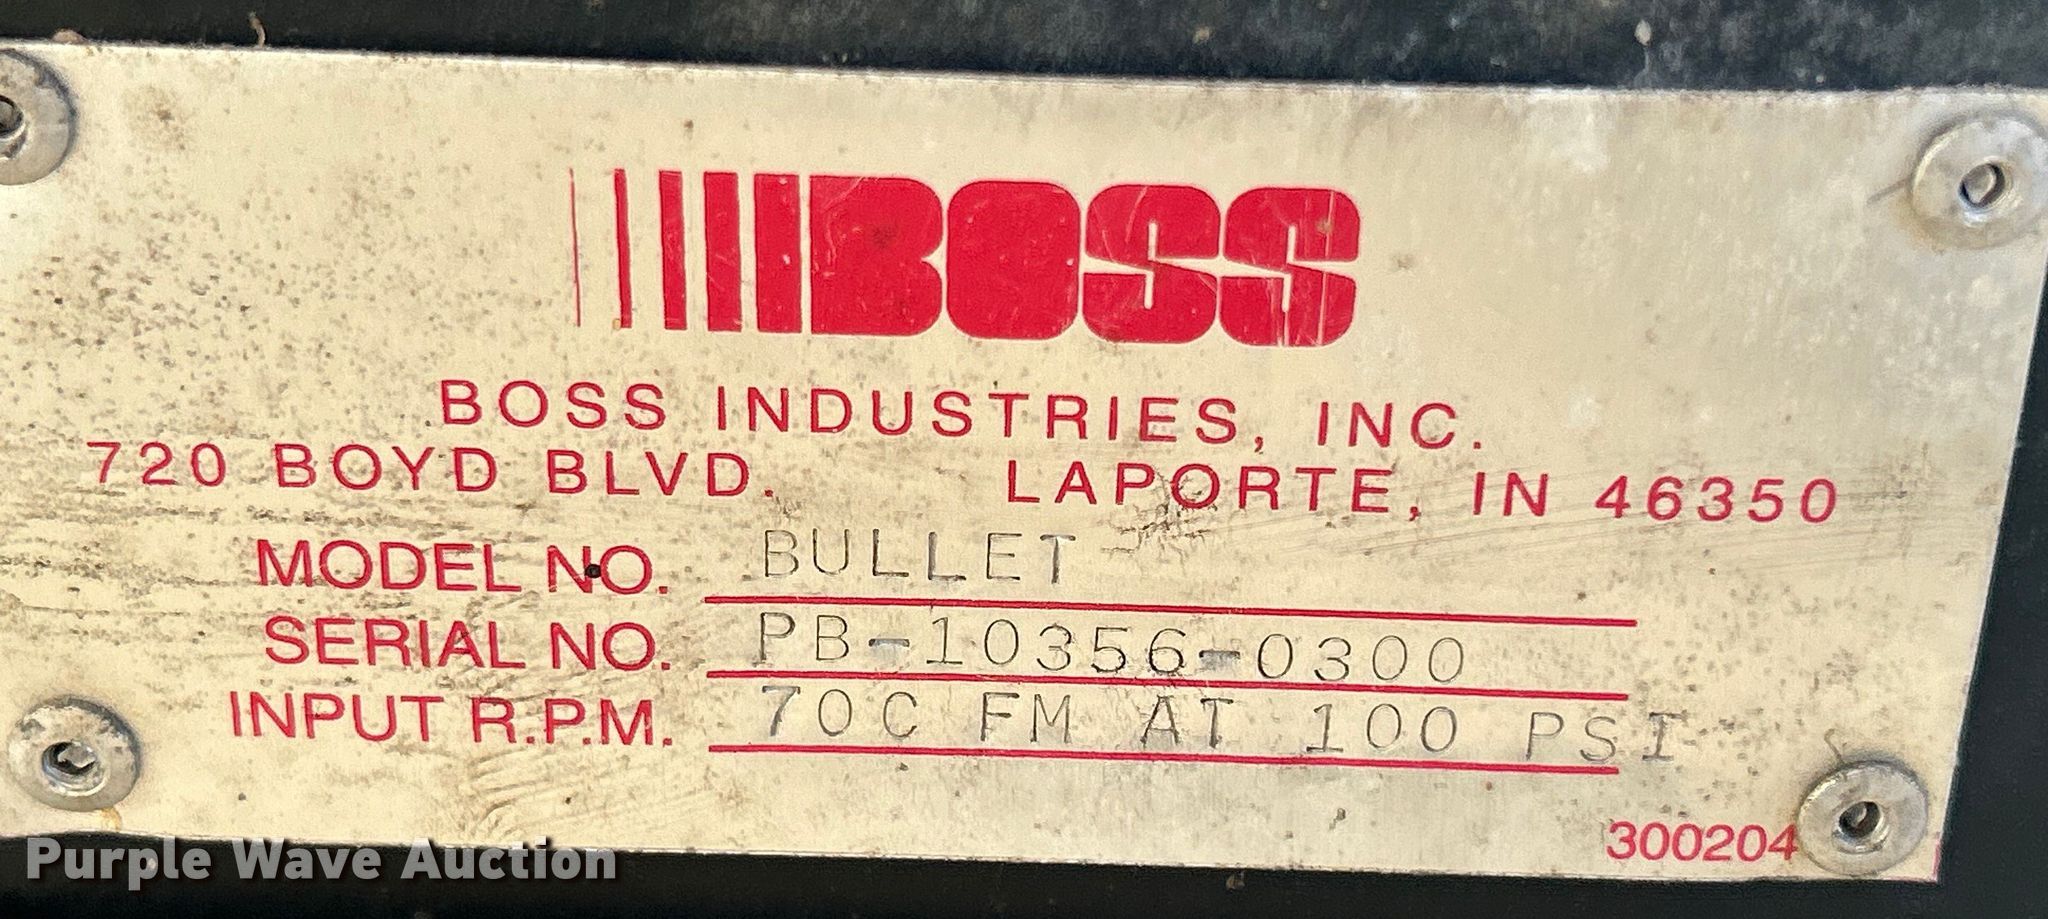 BOSS
BOSS INDUSTRIES, INC.
720 BOYD BLVD. LAPORTE, IN 46350
MODEL NO. BULLET
SERIAL NO. PB-10356-0300
INPUT R.P.M. 70C FM AT 100 PSI
300204
Purple Wave Auction